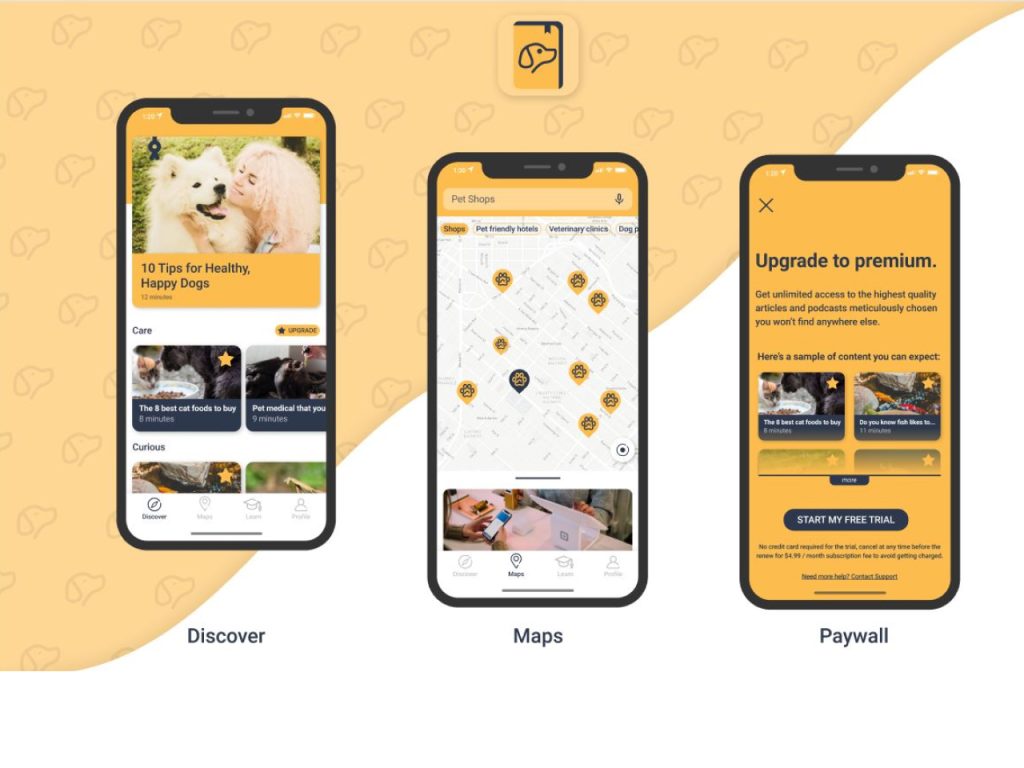 1:20
10 Tips for Healthy,
Happy Dogs
12 minutes
Care
UPGRADE
The 8 best cat foods to buy
8 minutes
Pet medical that you
9 minutes
Curious
Discover
Maps
Learn
Profile
Discover
1:20
Pet Shops
Shops
Pet friendly hotels
Veterinary clinics
Dog p
Discover
Maps
Learn
Profile
Maps
1:20
Upgrade to premium.
Get unlimited access to the highest quality
articles and podcasts meticulously chosen
you won't find anywhere else.
Here's a sample of content you can expect:
The 8 best cat foods to buy
8 minutes
Do you know fish likes to...
11 minutes
more
START MY FREE TRIAL
No credit card required for the trial, cancel at any time before the
renew for $4.99 / month subscription fee to avoid getting charged.
Need more help? Contact Support
Paywall